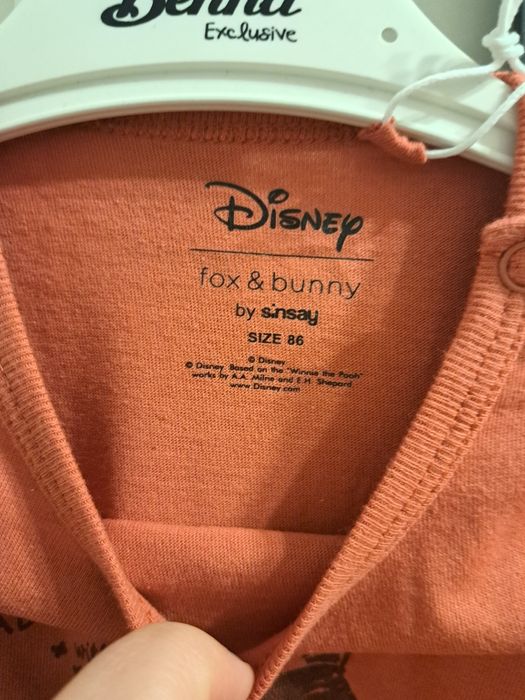 Exclusive
Disney
fox & bunny
by sinsay
SIZE 86
© Disney
© Disney. Based on the "Winnie the Pooh"
works by A.A. Milne and E.H. Shepard
www.Disney.com